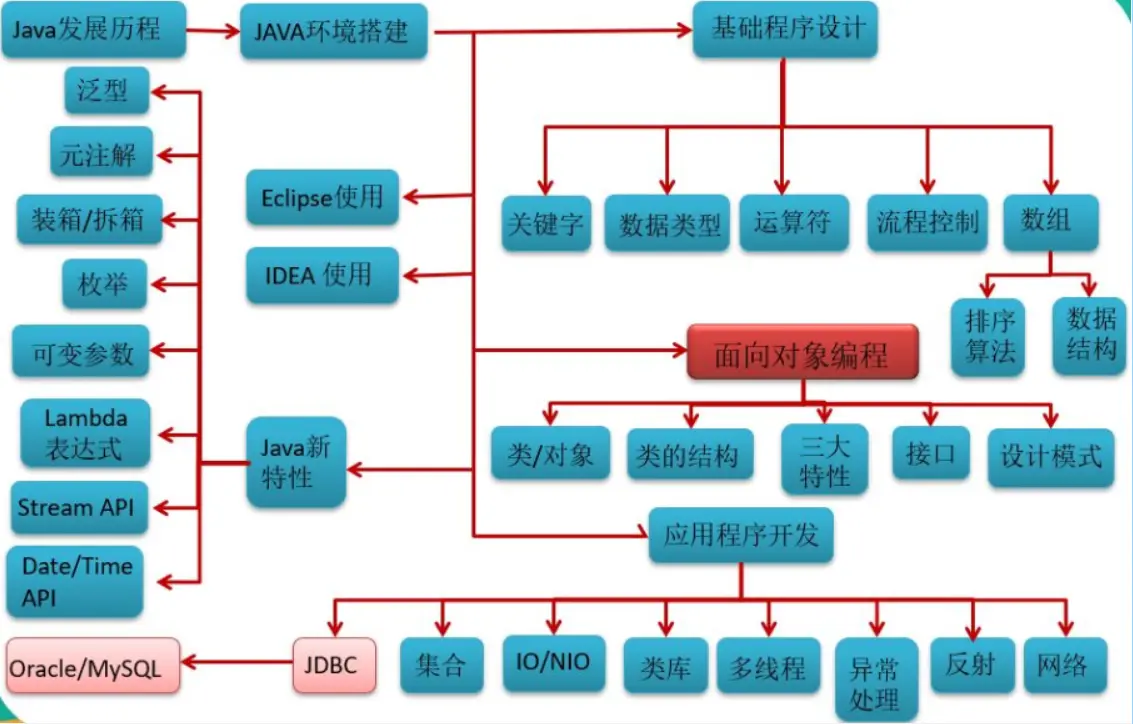 Java发展历程
JAVA环境搭建
基础程序设计
泛型
元注解
装箱/拆箱
枚举
可变参数
Lambda
表达式
Stream API
Date/Time
API
Eclipse使用
IDEA 使用
Java新
特性
关键字
数据类型
运算符
流程控制
数组
排序
算法
数据
结构
面向对象编程
类/对象
类的结构
三大
特性
接口
设计模式
应用程序开发
Oracle/MySQL
JDBC
集合
IO/NIO
类库
多线程
异常
处理
反射
网络